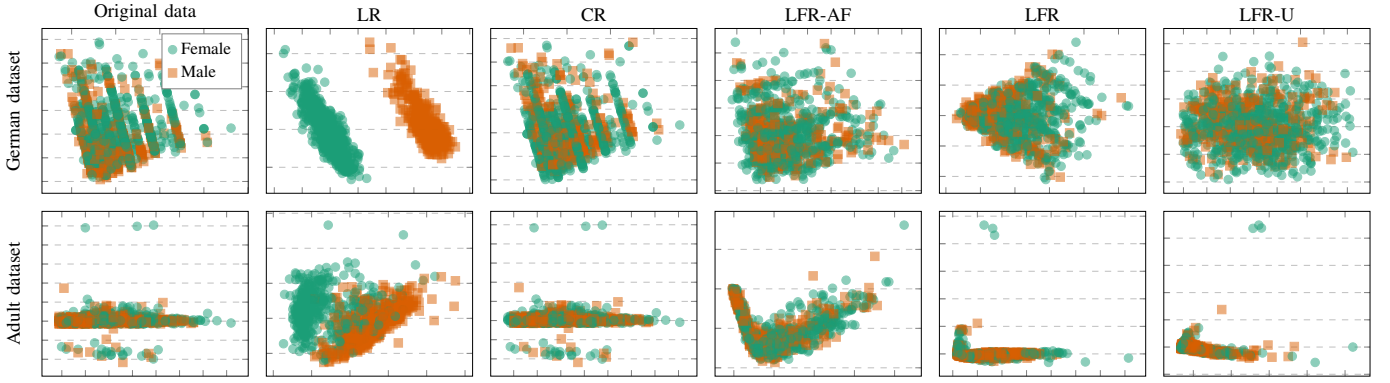 Original data
LR
CR
LFR-AF
LFR
LFR-U
German dataset
Female
Male
Adult dataset